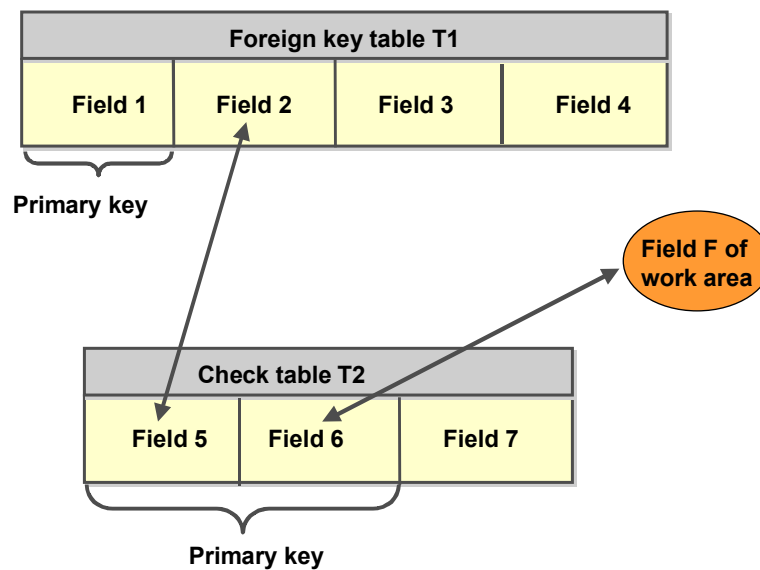 Foreign key table T1
Field 1 Field 2 Field 3 Field 4
Primary key
Field F of
work area
Check table T2
Field 5 Field 6 Field 7
Primary key